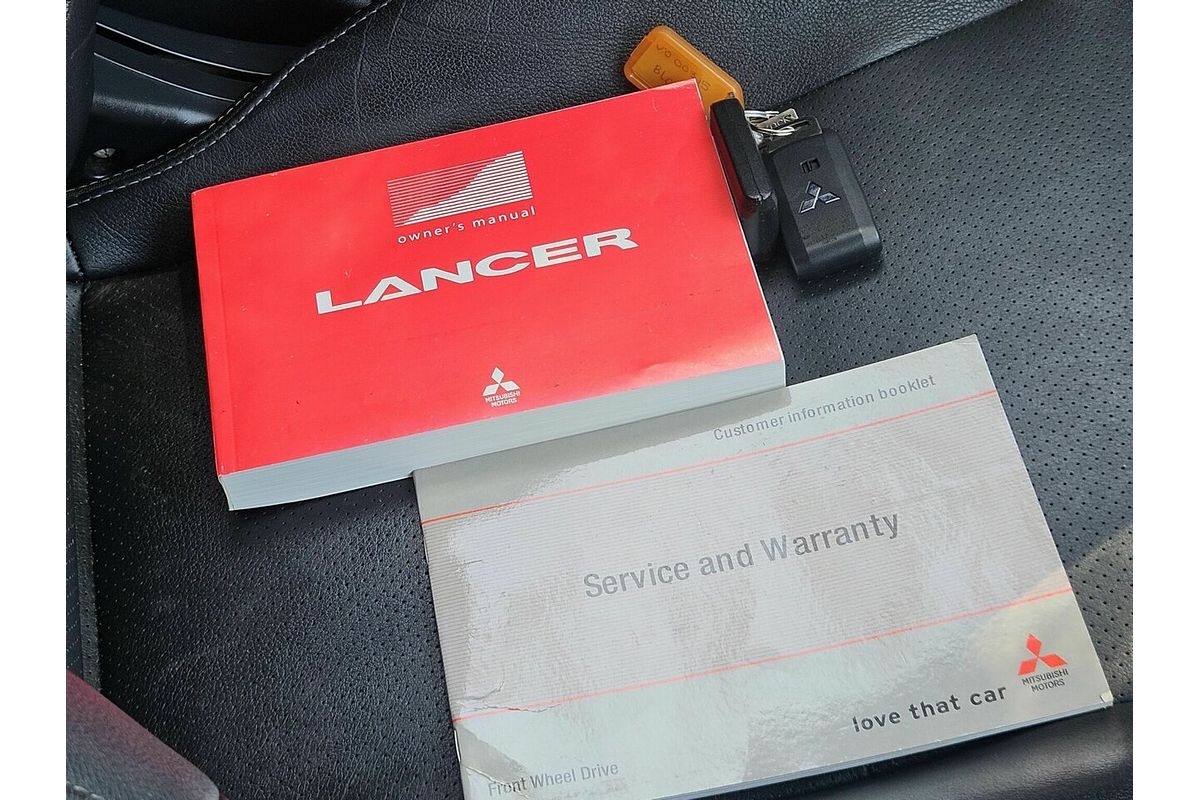 owner's manual
LANCER
MITSUBISHI
MOTORS
Customer information booklet
Service and Warranty
MITSUBISHI
MOTORS
love that car
Front Wheel Drive